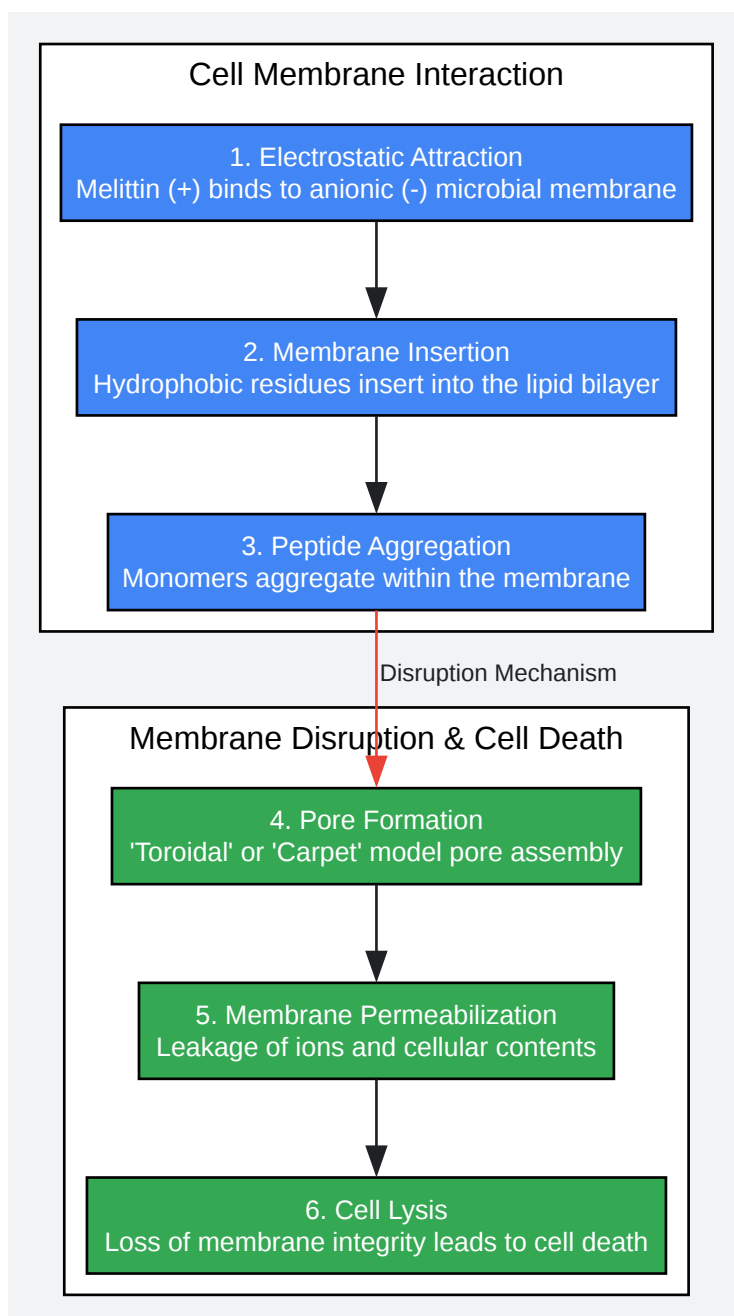 Cell Membrane Interaction
1. Electrostatic Attraction
Melittin (+) binds to anionic (-) microbial membrane
2. Membrane Insertion
Hydrophobic residues insert into the lipid bilayer
3. Peptide Aggregation
Monomers aggregate within the membrane
Disruption Mechanism
Membrane Disruption & Cell Death
4. Pore Formation
'Toroidal' or 'Carpet' model pore assembly
5. Membrane Permeabilization
Leakage of ions and cellular contents
6. Cell Lysis
Loss of membrane integrity leads to cell death